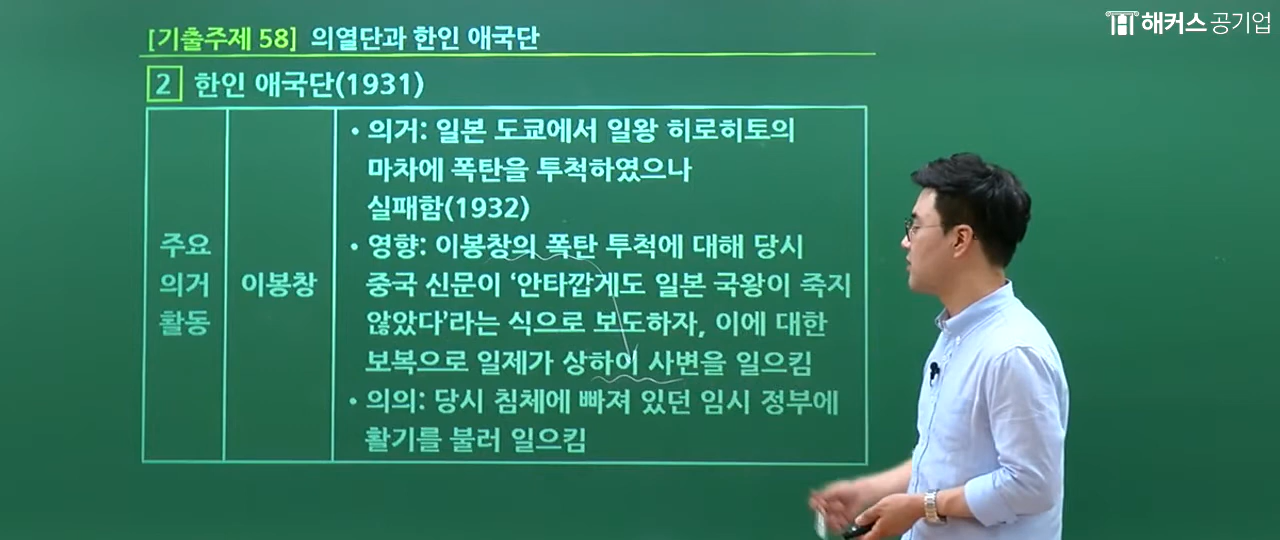 해커스 공기업
[기출주제 58] 의열단과 한인 애국단
2 한인 애국단(1931)
주요
의거
활동
이봉창
• 의거: 일본 도쿄에서 일왕 히로히토의
마차에 폭탄을 투척하였으나
실패함(1932)
• 영향: 이봉창의 폭탄 투척에 대해 당시
중국 신문이 ‘안타깝게도 일본 국왕이 죽지
않았다’라는 식으로 보도하자, 이에 대한
보복으로 일제가 상하이 사변을 일으킴
• 의의: 당시 침체에 빠져 있던 임시 정부에
활기를 불러 일으킴